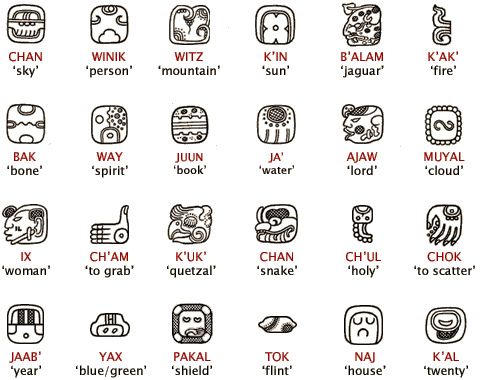 CHAN WINIK WITZ K'IN B'ALAM K'AK'
‘sky’ ‘person’ ‘mountain’ ‘sun’ ‘jaguar’ ‘fire’
BAK WAY JUUN JA' AJAW MUYAL
‘bone’ ‘spirit’ ‘book’ ‘water’ ‘lord’ ‘cloud’
IX CH'AM K'UK' CHAN CH'UL CHOK
‘woman’ ‘to grab’ ‘quetzal’ ‘snake’ ‘holy’ ‘to scatter’
JAAB' YAX PAKAL TOK NAJ K'AL
‘year’ ‘blue/green’ ‘shield’ ‘flint’ ‘house’ ‘twenty’